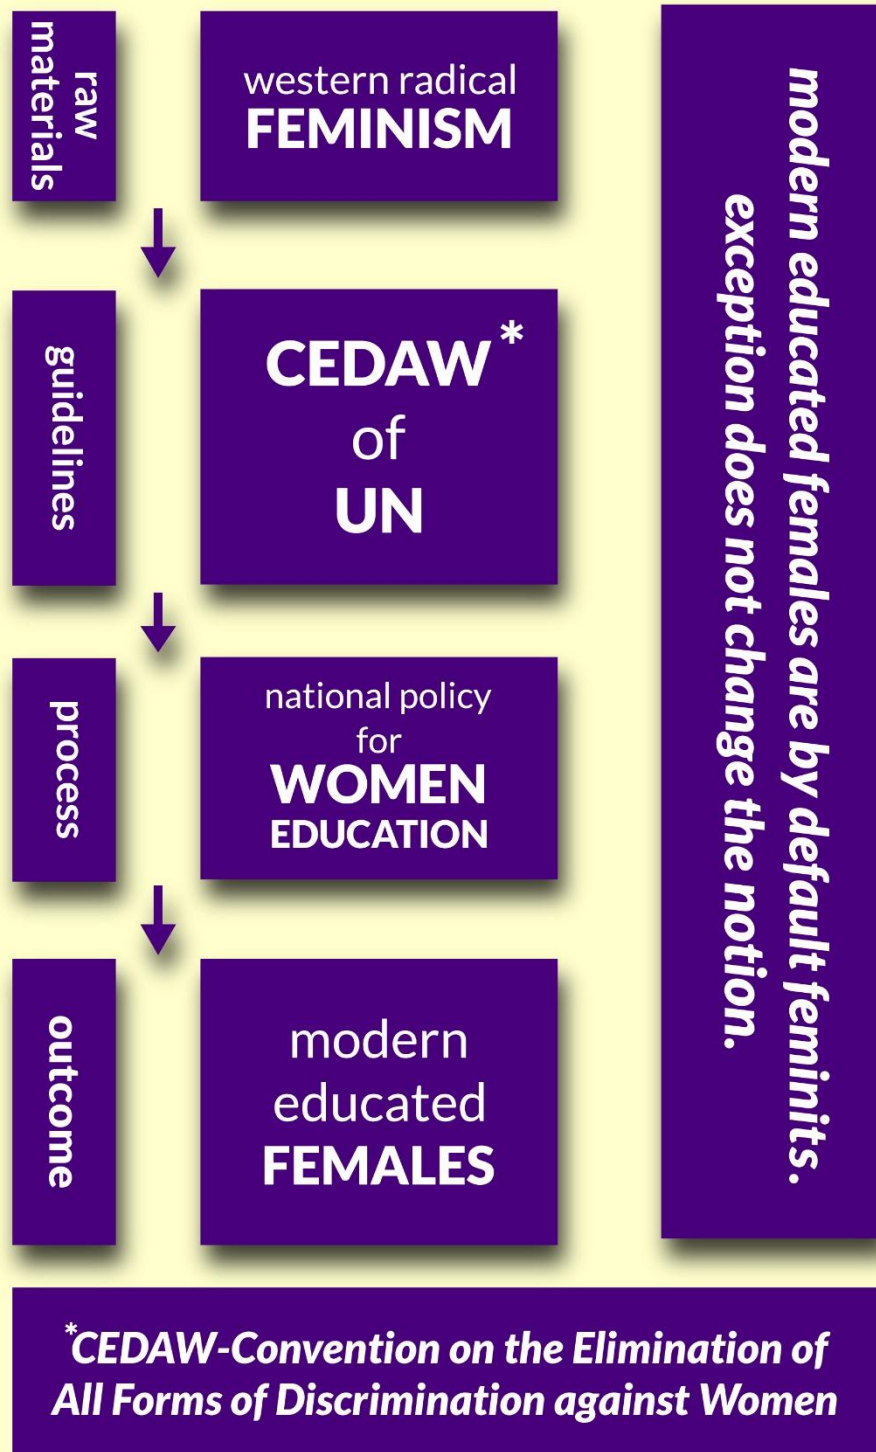 raw
materials
western radical
FEMINISM
guidelines
CEDAW*
of
UN
process
national policy
for
WOMEN
EDUCATION
outcome
modern
educated
FEMALES
modern educated females are by default feminits.
exception does not change the notion.
*CEDAW-Convention on the Elimination of
All Forms of Discrimination against Women